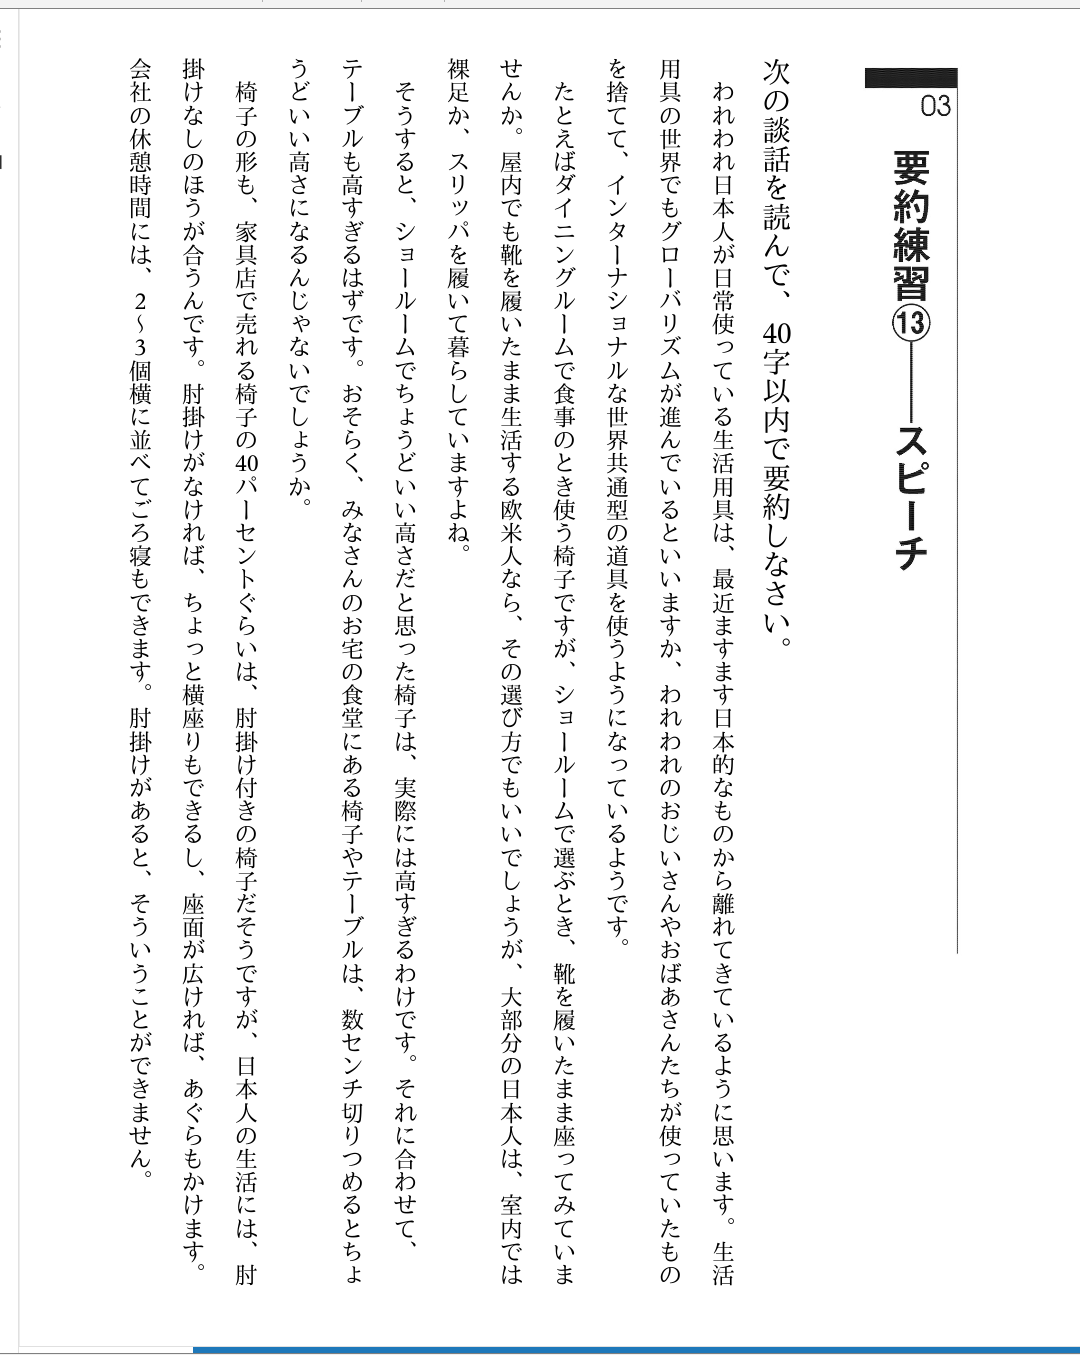 03
要約練習⑬――スピーチ
次の談話を読んで、40字以内で要約しなさい。
われわれ日本人が日常使っている生活用具は、最近ますます日本的なものから離れてきているように思います。生活
用具の世界でもグローバリズムが進んでいるといいますか、われわれのおじいさんやおばあさんたちが使っていたもの
を捨てて、インターナショナルな世界共通型の道具を使うようになっているようです。
たとえばダイニングルームで食事のとき使う椅子ですが、ショールームで選ぶとき、靴を履いたまま座ってみていま
せんか。屋内でも靴を履いたまま生活する欧米人なら、その選び方でもいいでしょうが、大部分の日本人は、室内では
裸足か、スリッパを履いて暮らしていますよね。
そうすると、ショールームでちょうどいい高さだと思った椅子は、実際には高すぎるわけです。それに合わせて、
テーブルも高すぎるはずです。おそらく、みなさんのお宅の食堂にある椅子やテーブルは、数センチ切りつめるとちょ
うどいい高さになるんじゃないでしょうか。
椅子の形も、家具店で売れる椅子の40パーセントぐらいは、肘掛け付きの椅子だそうですが、日本人の生活には、肘
掛けなしのほうが合うんです。肘掛けがなければ、ちょっと横座りもできるし、座面が広ければ、あぐらもかけます。
会社の休憩時間には、2～3個横に並べてごろ寝もできます。肘掛けがあると、そういうことができません。